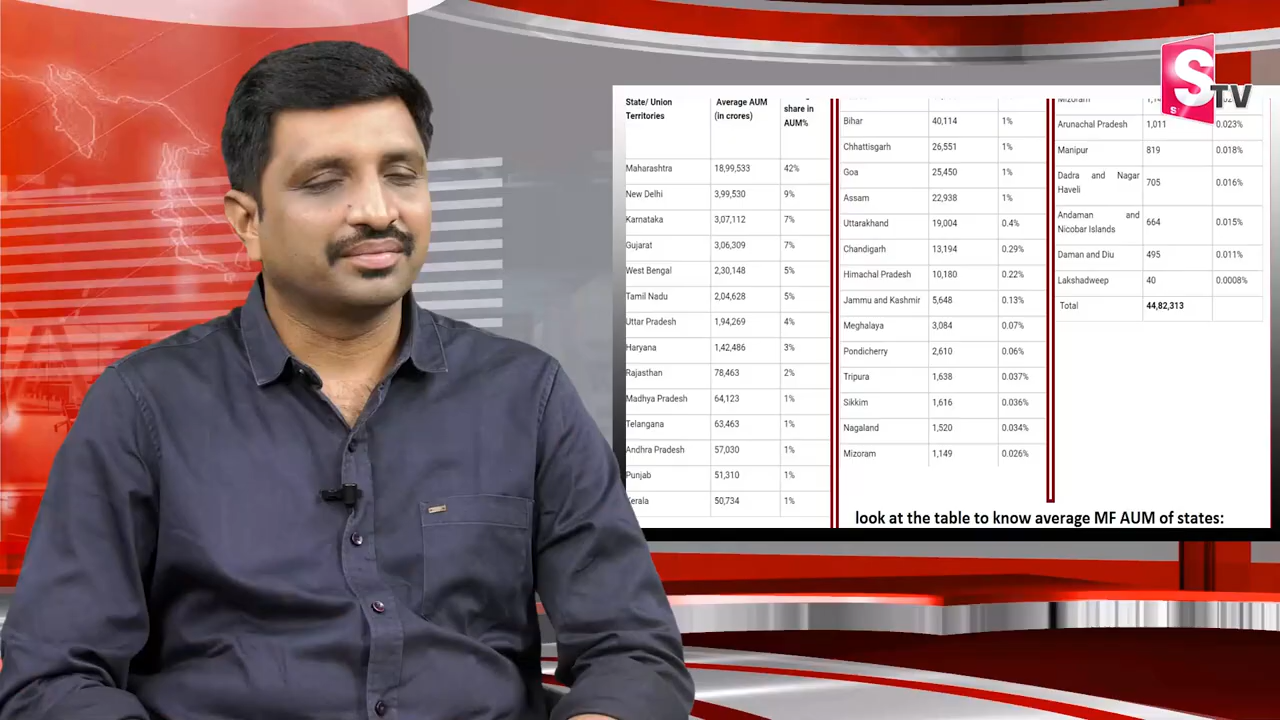 S
TV
S
State/ Union
Territories
Average AUM
(in crores)
share in
AUM%
Maharashtra 18,99,533 42%
New Delhi 3,99,530 9%
Karnataka 3,07,112 7%
Gujarat 3,06,309 7%
West Bengal 2,30,148 5%
Tamil Nadu 2,04,628 5%
Uttar Pradesh 1,94,269 4%
Haryana 1,42,486 3%
Rajasthan 78,463 2%
Madhya Pradesh 64,123 1%
Telangana 63,463 1%
Andhra Pradesh 57,030 1%
Punjab 51,310 1%
50,734 1%
Bihar 40,114 1%
Chhattisgarh 26,551 1%
Goa 25,450 1%
Assam 22,938 1%
Uttarakhand 19,004 0.4%
Chandigarh 13,194 0.29%
Himachal Pradesh 10,180 0.22%
Jammu and Kashmir 5,648 0.13%
Meghalaya 3,084 0.07%
Pondicherry 2,610 0.06%
Tripura 1,638 0.037%
Sikkim 1,616 0.036%
Nagaland 1,520 0.034%
Mizoram 1,149 0.026%
Mizoram
Arunachal Pradesh 1,011 0.023%
Manipur 819 0.018%
Dadra and Nagar
Haveli 705 0.016%
Andaman and
Nicobar Islands 664 0.015%
Daman and Diu 495 0.011%
Lakshadweep 40 0.0008%
Total 44,82,313
look at the table to know average MF AUM of states: